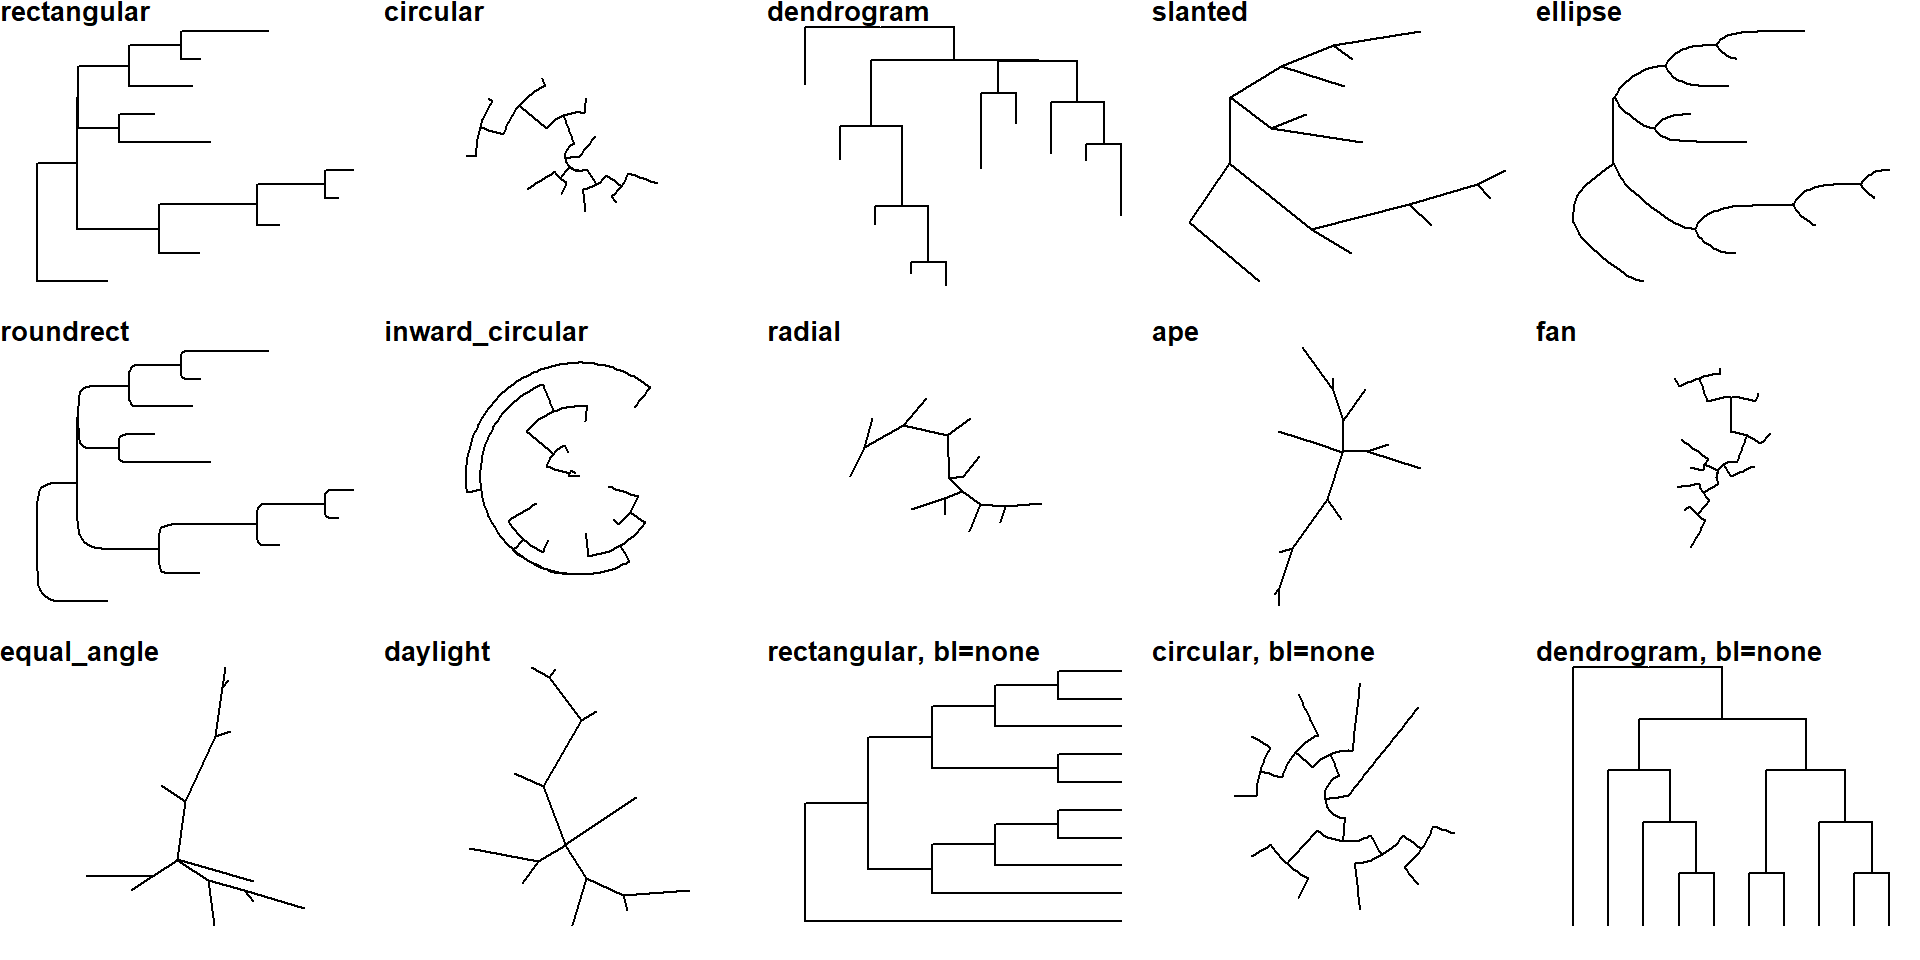 rectangular
circular
dendrogram
slanted
ellipse
roundrect
inward_circular
radial
ape
fan
equal_angle
daylight
rectangular, bl=none
circular, bl=none
dendrogram, bl=none